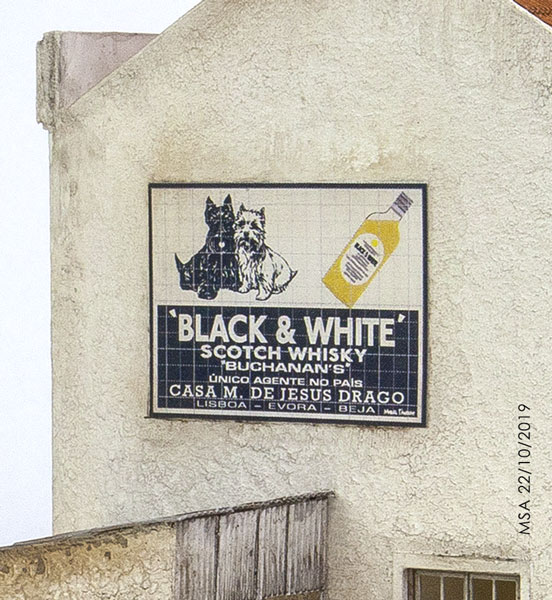 'BLACK & WHITE'
SCOTCH WHISKY
"BUCHANAN'S"
ÚNICO AGENTE NO PAÍS
CASA M. DE JESUS DRAGO
LISBOA - EVORA - BEJA
MSA 22/10/2019